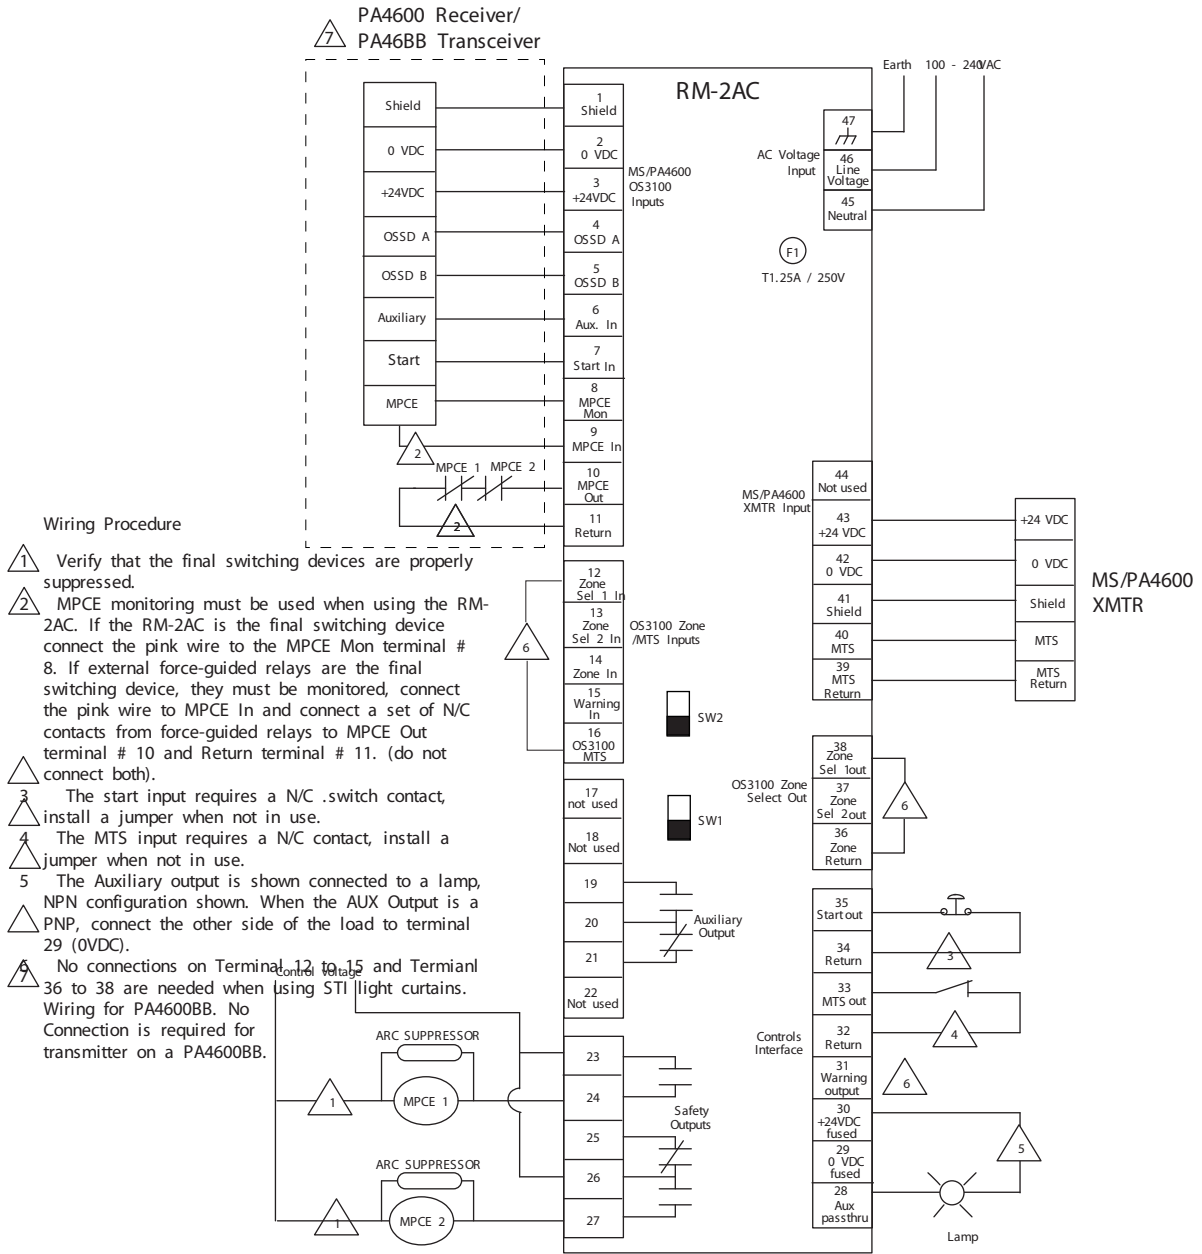 PA4600 Receiver/
7 PA46BB Transceiver
RM-2AC
Earth 100 - 240VAC
Shield
0 VDC
+24VDC
OSSD A
OSSD B
Auxiliary
Start
MPCE
2
MPCE 1 MPCE 2
2
1
Shield
2
0 VDC
3
+24VDC
4
OSSD A
5
OSSD B
6
Aux. In
7
Start In
8
MPCE
Mon
9
MPCE In
10
MPCE
Out
11
Return
MS/PA4600
OS3100
Inputs
12
Zone
Sel 1 In
13
Zone
Sel 2 In
14
Zone In
15
Warning
In
16
OS3100
MTS
6
OS3100 Zone
/MTS Inputs
SW2
SW1
17
not used
18
Not used
19
20
21
22
Not used
Auxiliary
Output
23
24
25
26
27
Safety
Outputs
AC Voltage
Input
47
46
Line
Voltage
45
Neutral
F1
T1.25A / 250V
MS/PA4600
XMTR Input
44
Not used
43
+24 VDC
42
0 VDC
41
Shield
40
MTS
39
MTS
Return
+24 VDC
0 VDC
Shield
MTS
MTS
Return
MS/PA4600
XMTR
OS3100 Zone
Select Out
38
Zone
Sel 1out
37
Zone
Sel 2out
36
Zone
Return
6
Controls
Interface
35
Start out
34
Return
33
MTS out
32
Return
31
Warning
output
30
+24VDC
fused
29
0 VDC
fused
28
Aux
passthru
3
4
6
5
Lamp
Wiring Procedure
1 Verify that the final switching devices are properly
suppressed.
2 MPCE monitoring must be used when using the RM-
2AC. If the RM-2AC is the final switching device
connect the pink wire to the MPCE Mon terminal #
8. If external force-guided relays are the final
switching device, they must be monitored, connect
the pink wire to MPCE In and connect a set of N/C
contacts from force-guided relays to MPCE Out
terminal # 10 and Return terminal # 11. (do not
connect both).
3 The start input requires a N/C .switch contact,
install a jumper when not in use.
4 The MTS input requires a N/C contact, install a
jumper when not in use.
5 The Auxiliary output is shown connected to a lamp,
NPN configuration shown. When the AUX Output is a
PNP, connect the other side of the load to terminal
29 (0VDC).
6 No connections on Terminal 12 to 15 and Termianl
7 36 to 38 are needed when using STI light curtains.
Wiring for PA4600BB. No
Connection is required for
transmitter on a PA4600BB.
Control Voltage
ARC SUPPRESSOR
1
MPCE 1
ARC SUPPRESSOR
1
MPCE 2